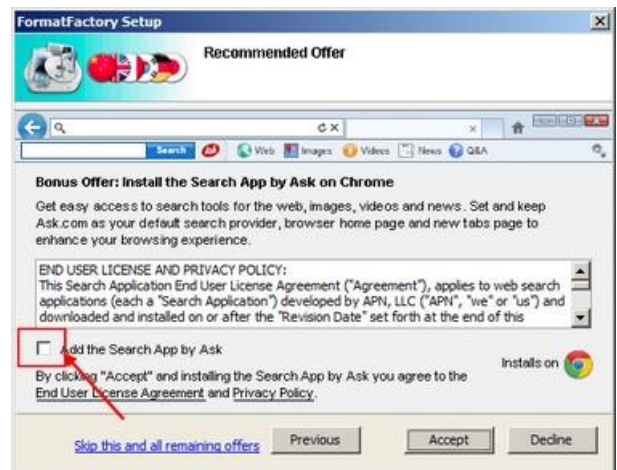 FormatFactory Setup
Recommended Offer
Search Web Images Videos News Q&A
Bonus Offer: Install the Search App by Ask on Chrome
Get easy access to search tools for the web, images, videos and news. Set and keep
Ask.com as your default search provider, browser home page and new tabs page to
enhance your browsing experience.
END USER LICENSE AND PRIVACY POLICY:
This Search Application End User License Agreement ("Agreement"), applies to web search
applications (each a "Search Application") developed by APN, LLC ("APN", "we" or "us") and
downloaded and installed on or after the "Revision Date" set forth at the end of this
Add the Search App by Ask
Installs on
By clicking "Accept" and installing the Search App by Ask you agree to the
End User License Agreement and Privacy Policy.
Skip this and all remaining offers Previous Accept Decline